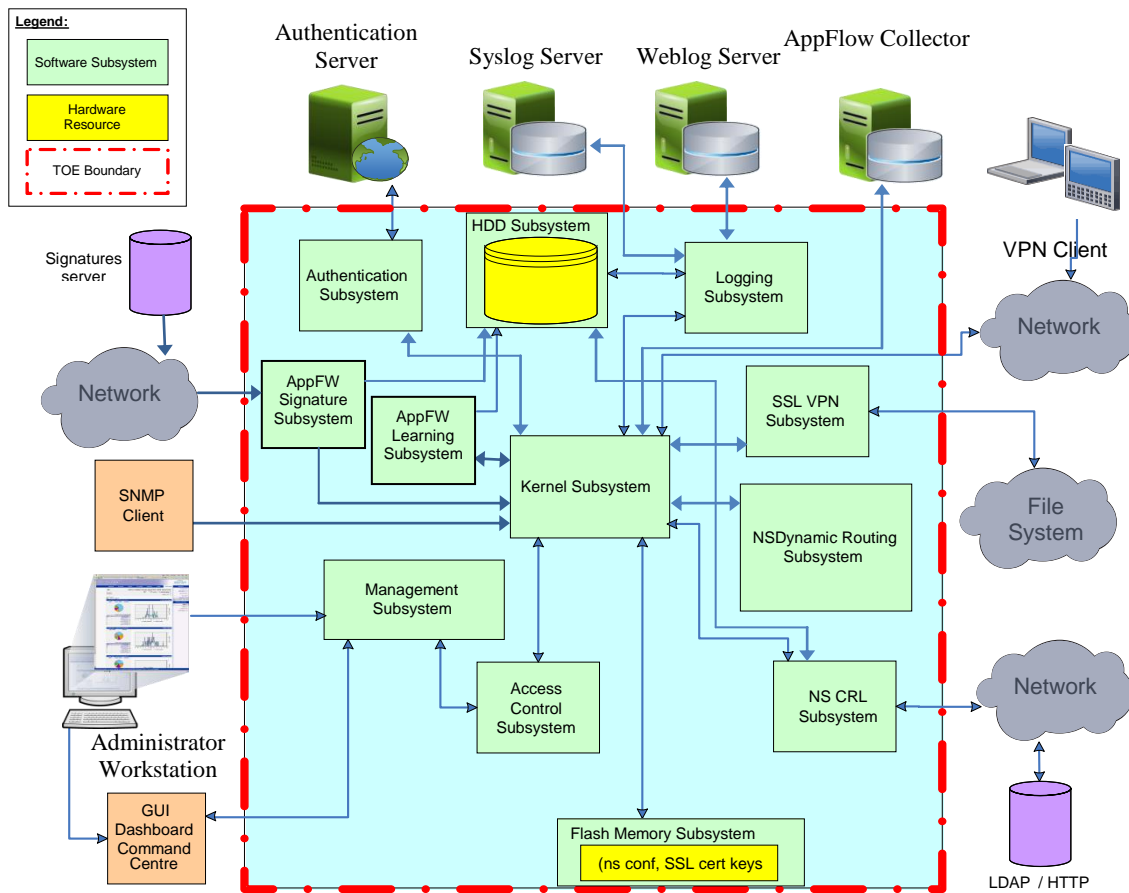 Legend:
Software Subsystem
Hardware
Resource
TOE Boundary
Authentication
Server
Syslog Server
Weblog Server
AppFlow Collector
Signatures
server
Network
SNMP
Client
Administrator
Workstation
GUI
Dashboard
Command
Centre
HDD Subsystem
Authentication
Subsystem
Logging
Subsystem
AppFW
Signature
Subsystem
AppFW
Learning
Subsystem
SSL VPN
Subsystem
Kernel Subsystem
NSDynamic Routing
Subsystem
Management
Subsystem
Access
Control
Subsystem
NS CRL
Subsystem
Flash Memory Subsystem
(ns conf, SSL cert keys
VPN Client
Network
File
System
Network
LDAP / HTTP